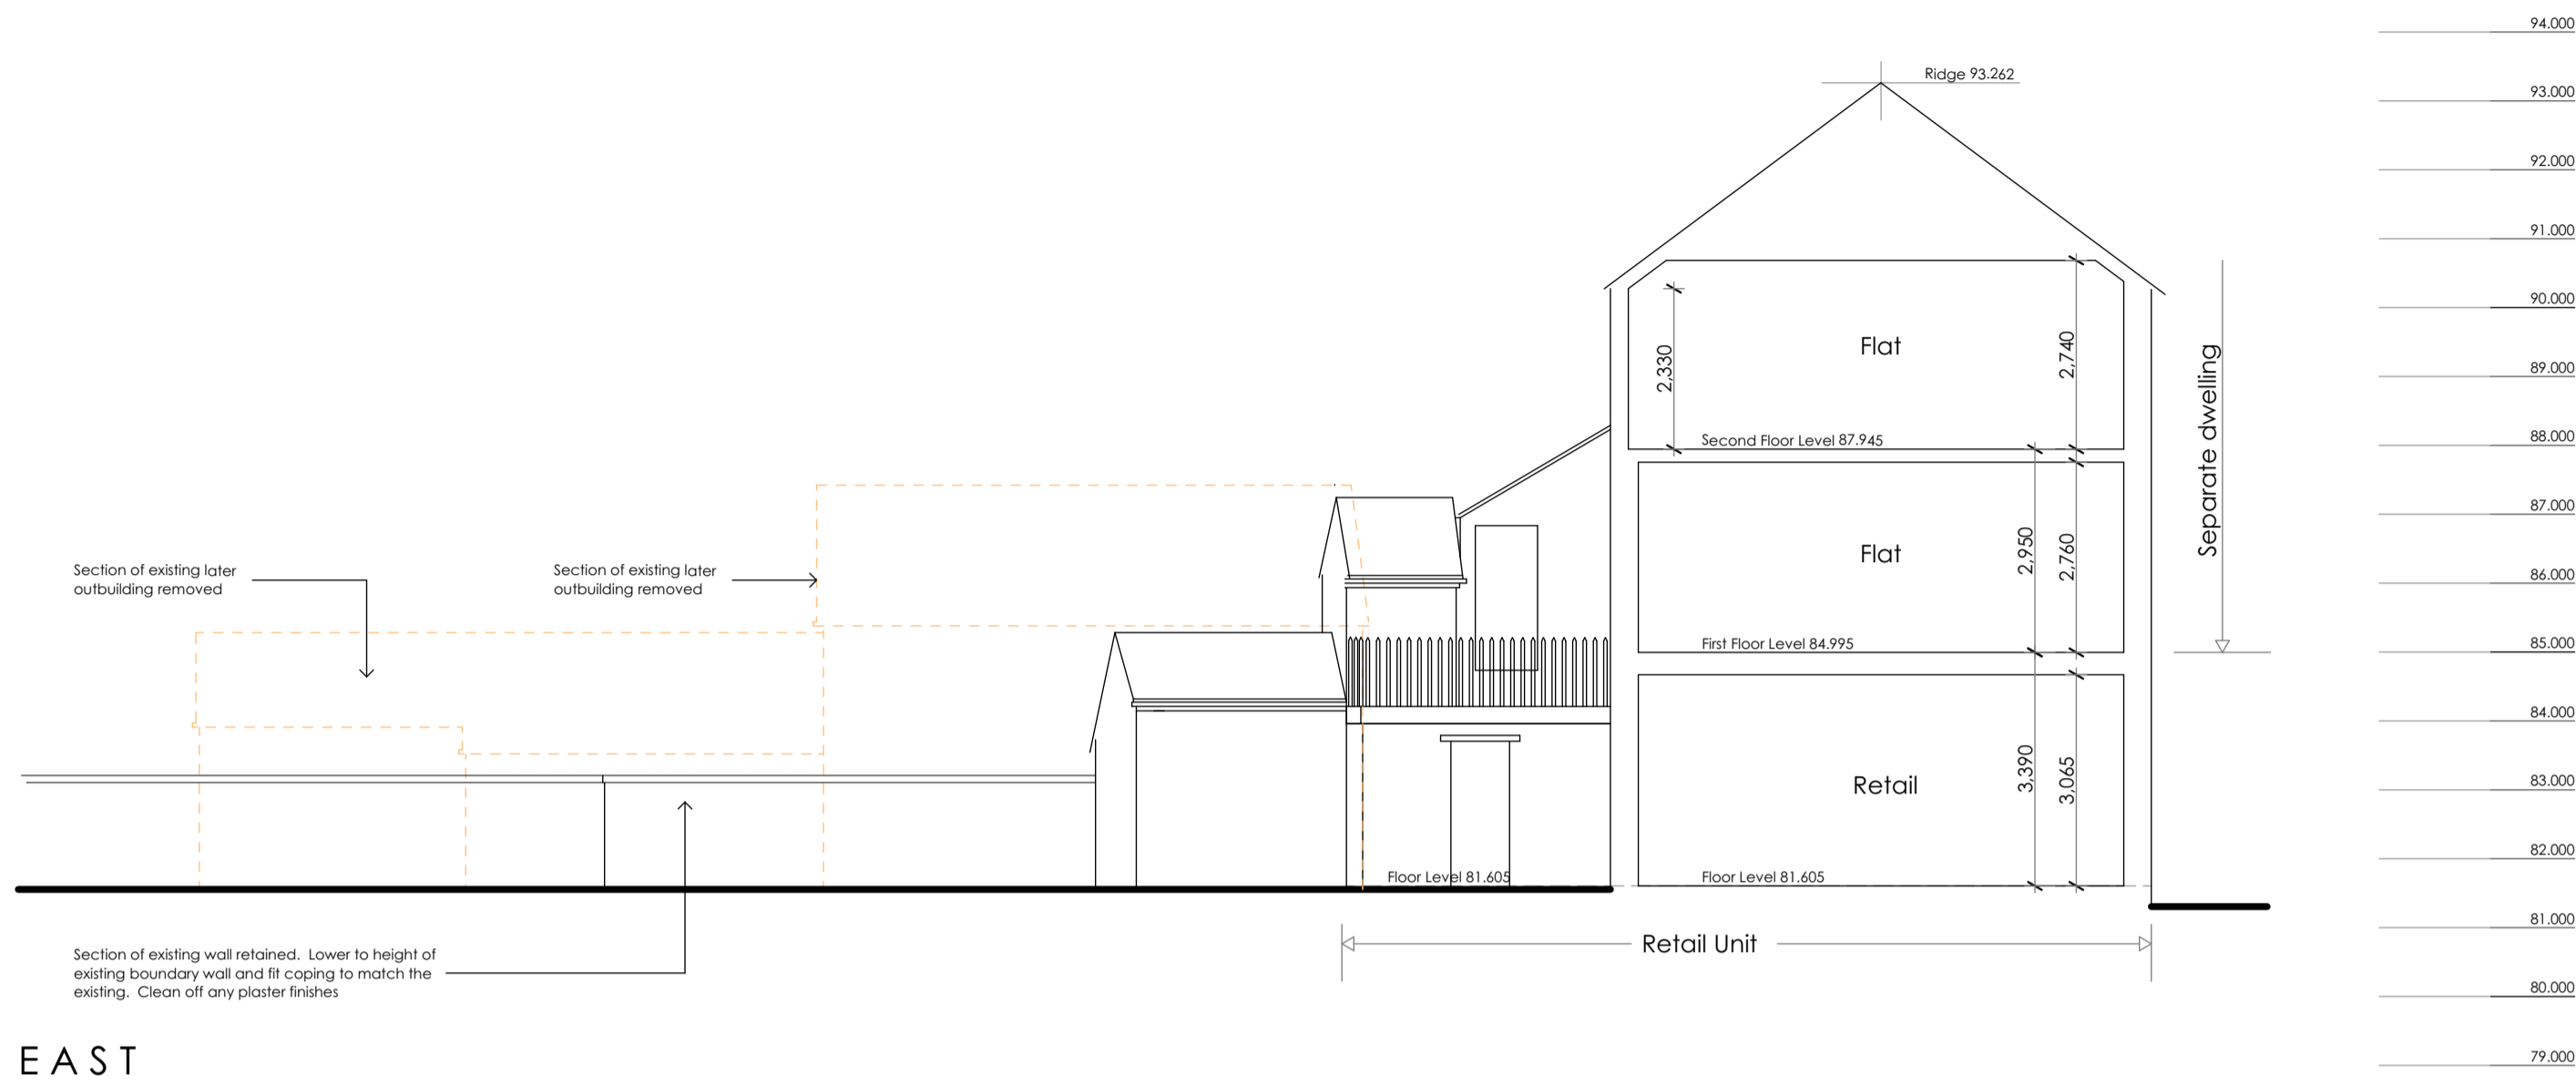 94.000
Ridge 93.262
93.000
92.000
91.000
90.000
Flat
2,330
2,740
89.000
Separate dwelling
Second Floor Level 87.945
88.000
87.000
Section of existing later
outbuilding removed
Section of existing later
outbuilding removed
Flat
2,950
2,760
86.000
First Floor Level 84.995
85.000
84.000
Retail
3,390
3,065
83.000
82.000
Floor Level 81.605
Floor Level 81.605
81.000
Retail Unit
Section of existing wall retained.  Lower to height of
existing boundary wall and fit coping to match the
existing.  Clean off any plaster finishes
80.000
EAST
79.000